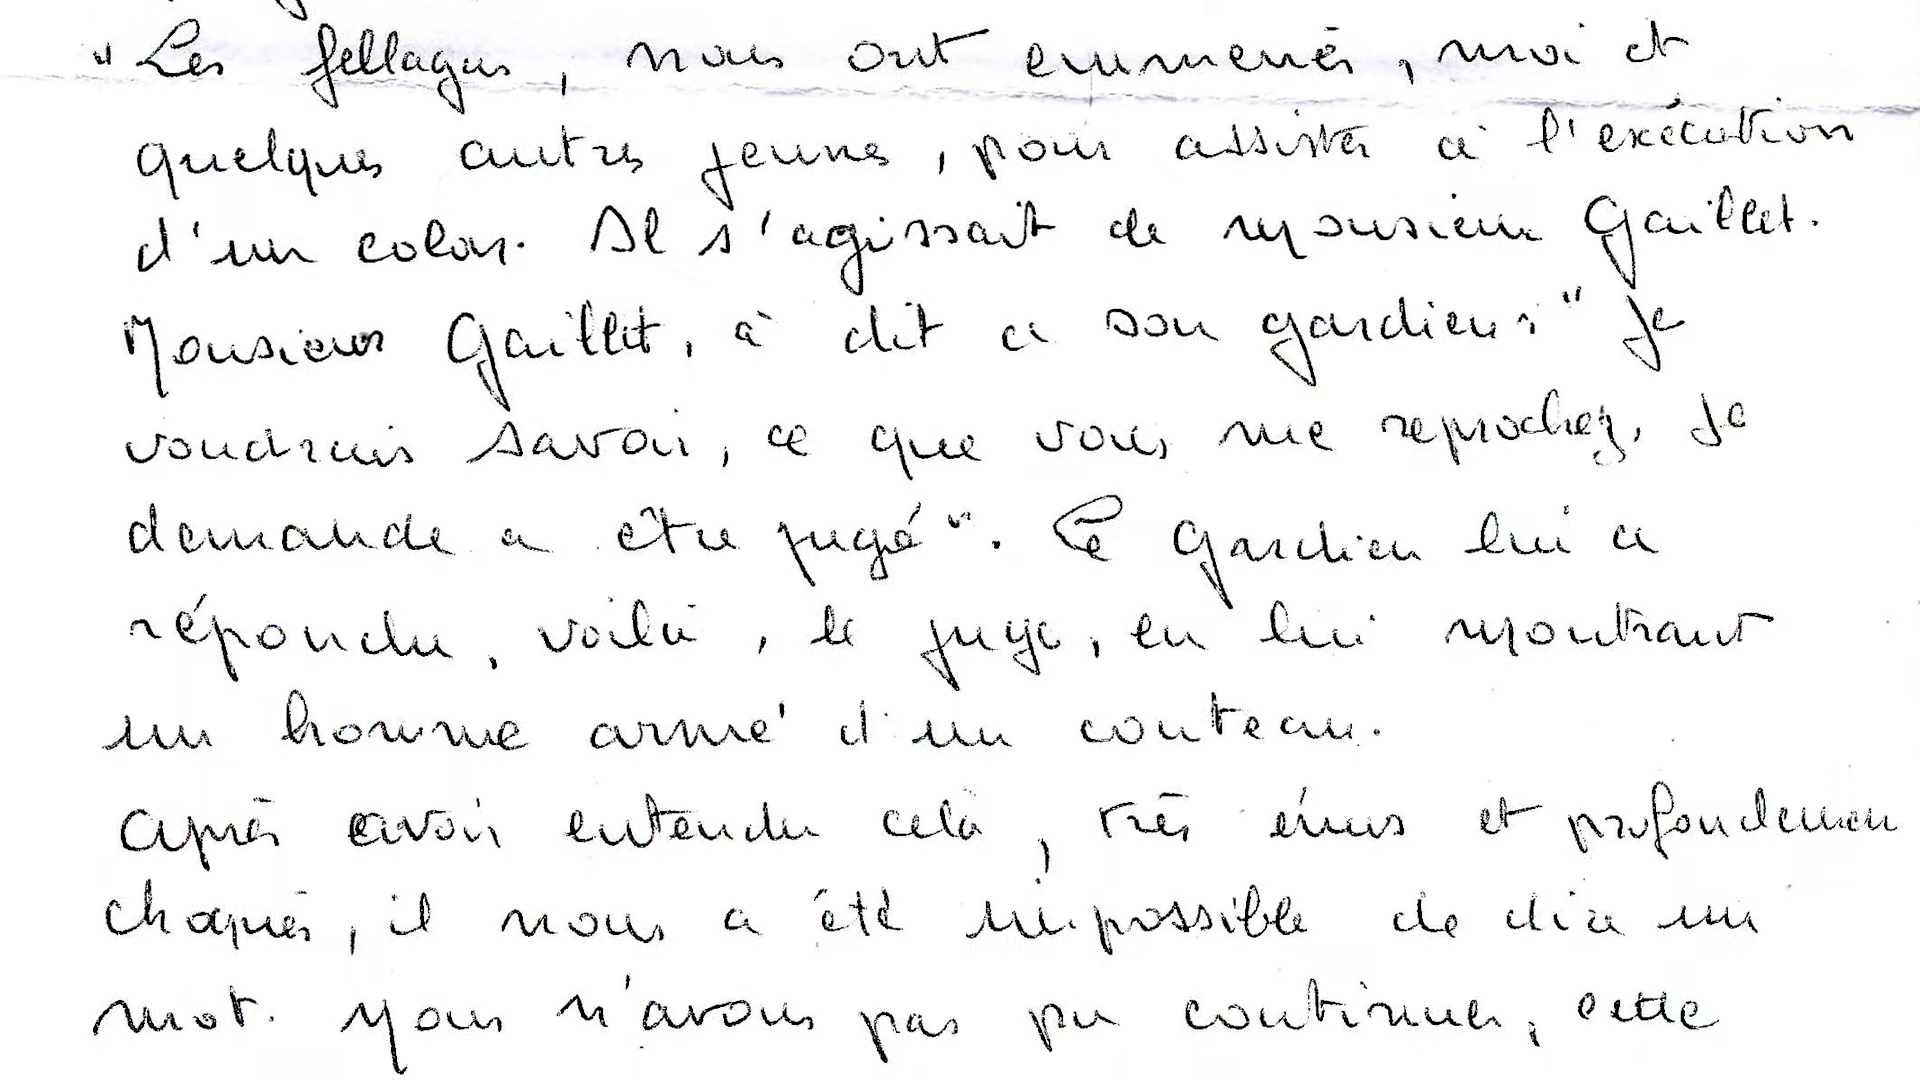 "Les fellagas, nous ont emmenés, moi et
quelques autres jeunes, pour assister à l'exécution
d'un colon. Il s'agissait de monsieur Gaillet.
Monsieur Gaillet, à dit a son gardien : " Je
voudrais savoir, ce que vous me reprochez, Je
demande a être jugé ". Le Gardien lui a
répondu, voilà, le juge, en lui montrant
un homme armé d'un couteau.
Après avoir entendu cela, très émus et profondemen
choqués, il nous a été impossible de dire un
mot. Nous n'avons pas pu continuer, cette